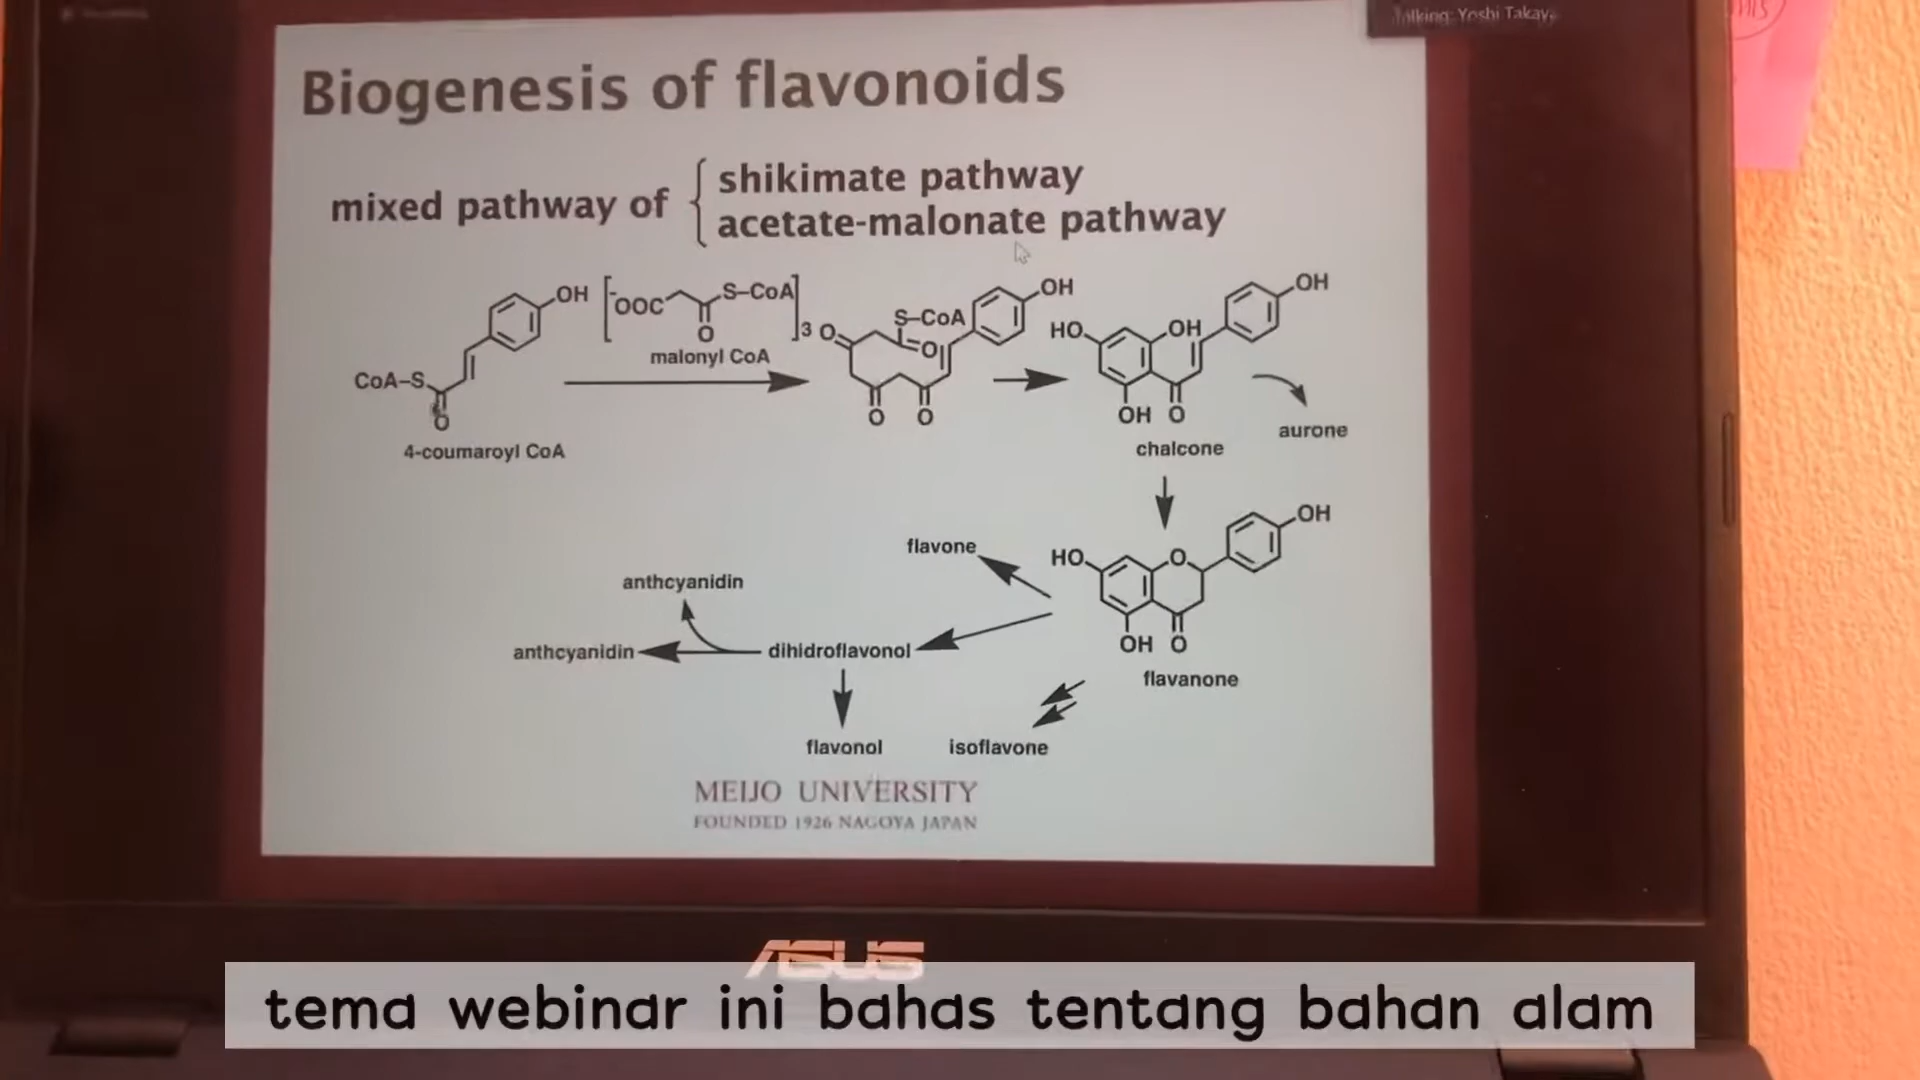 Talking: Yoshi Takaya
Biogenesis of flavonoids
mixed pathway of
shikimate pathway
acetate-malonate pathway
OH
-OOC
S-CoA
O
3
malonyl CoA
CoA-S
O
4-coumaroyl CoA
OH
S-CoA
O
O
O
O
OH
HO
OH
OH O
chalcone
aurone
OH
HO
O
OH O
flavanone
flavone
anthcyanidin
anthcyanidin
dihidroflavonol
flavonol
isoflavone
MEIJO UNIVERSITY
FOUNDED 1926 NAGOYA JAPAN
ASUS
tema webinar ini bahas tentang bahan alam